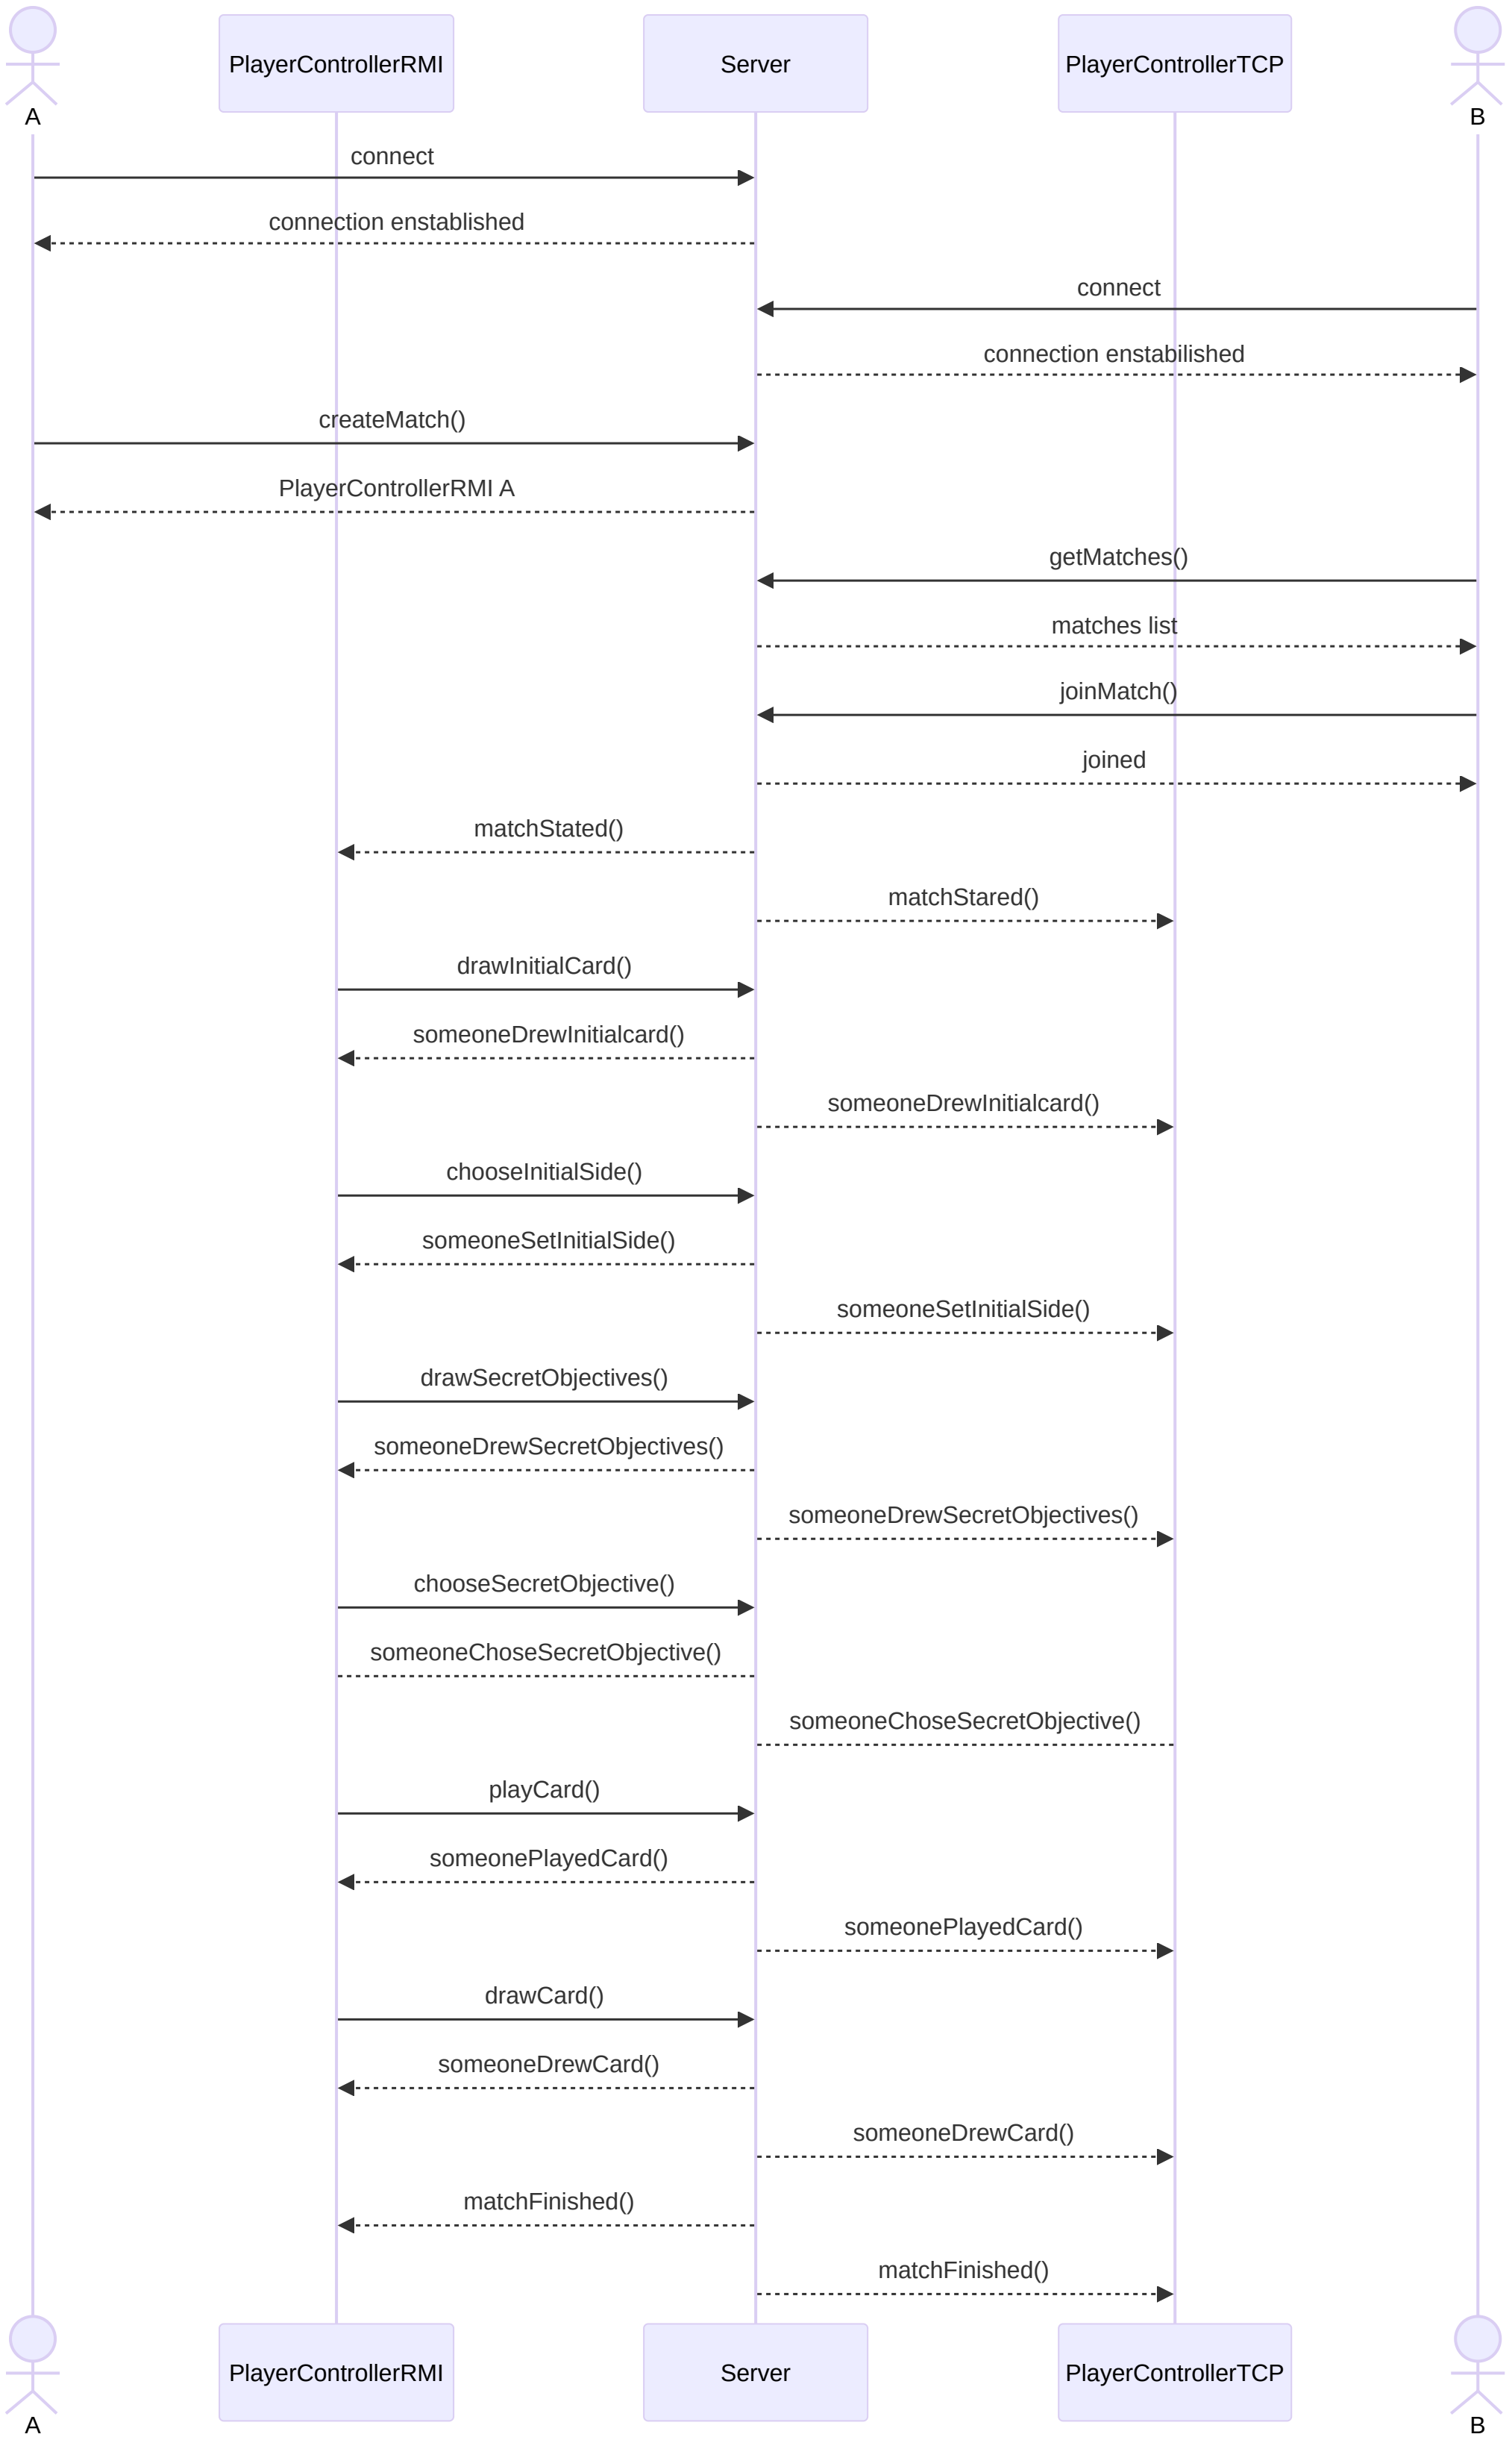 A
PlayerControllerRMI
Server
PlayerControllerTCP
B
connect
connection enstablished
connect
connection enstabilished
createMatch()
PlayerControllerRMI A
getMatches()
matches list
joinMatch()
joined
matchStated()
matchStared()
drawInitialCard()
someoneDrewInitialcard()
someoneDrewInitialcard()
chooseInitialSide()
someoneSetInitialSide()
someoneSetInitialSide()
drawSecretObjectives()
someoneDrewSecretObjectives()
someoneDrewSecretObjectives()
chooseSecretObjective()
someoneChoseSecretObjective()
someoneChoseSecretObjective()
playCard()
someonePlayedCard()
someonePlayedCard()
drawCard()
someoneDrewCard()
someoneDrewCard()
matchFinished()
matchFinished()
A
PlayerControllerRMI
Server
PlayerControllerTCP
B